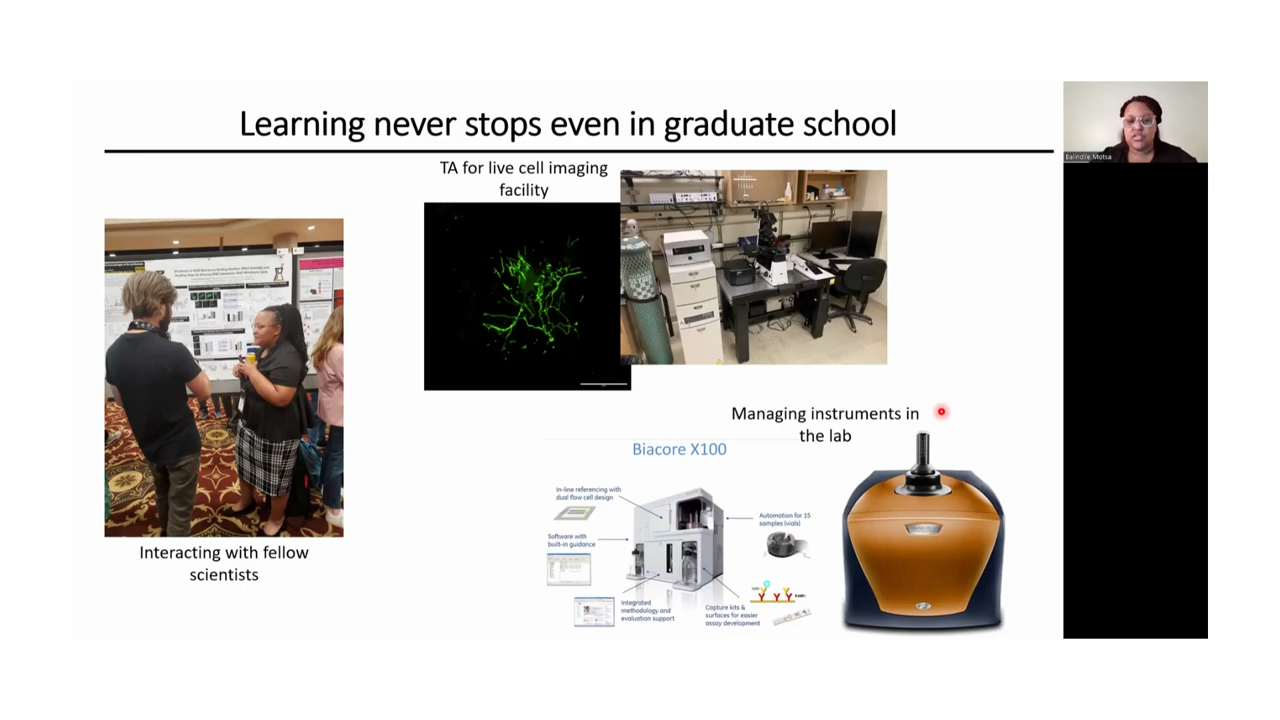 Learning never stops even in graduate school
TA for live cell imaging
facility
Interacting with fellow
scientists
Managing instruments in
the lab
Biacore X100
In-line referencing with
dual flow cell design
Software with
built-in guidance
Integrated
methodology and
evaluation support
Capture kits &
surfaces for easier
assay development
Automation for 15
samples (vials)
Motsa